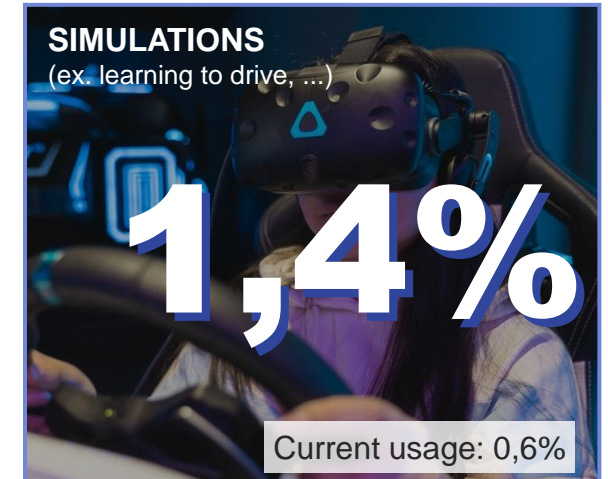 SIMULATIONS
(ex. learning to drive, ...)
1,4%
Current usage: 0,6%